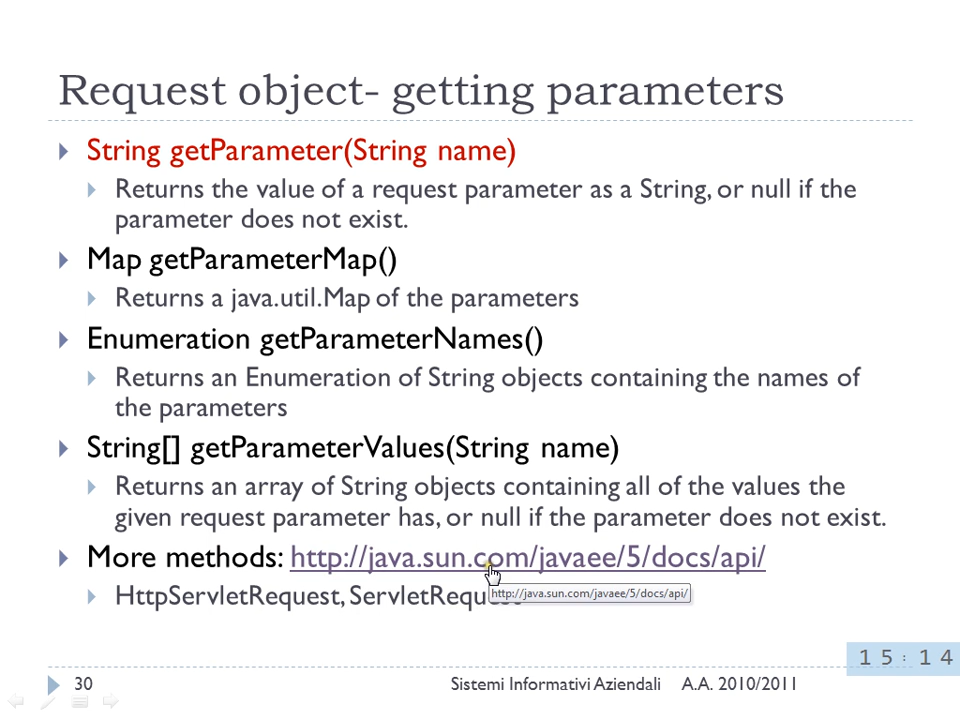 Request object- getting parameters
String getParameter(String name)
Returns the value of a request parameter as a String, or null if the
parameter does not exist.
Map getParameterMap()
Returns a java.util.Map of the parameters
Enumeration getParameterNames()
Returns an Enumeration of String objects containing the names of
the parameters
String[] getParameterValues(String name)
Returns an array of String objects containing all of the values the
given request parameter has, or null if the parameter does not exist.
More methods: http://java.sun.com/javaee/5/docs/api/
HttpServletRequest, ServletRequest
http://java.sun.com/javaee/5/docs/api/
15:14
30 Sistemi Informativi Aziendali A.A. 2010/2011